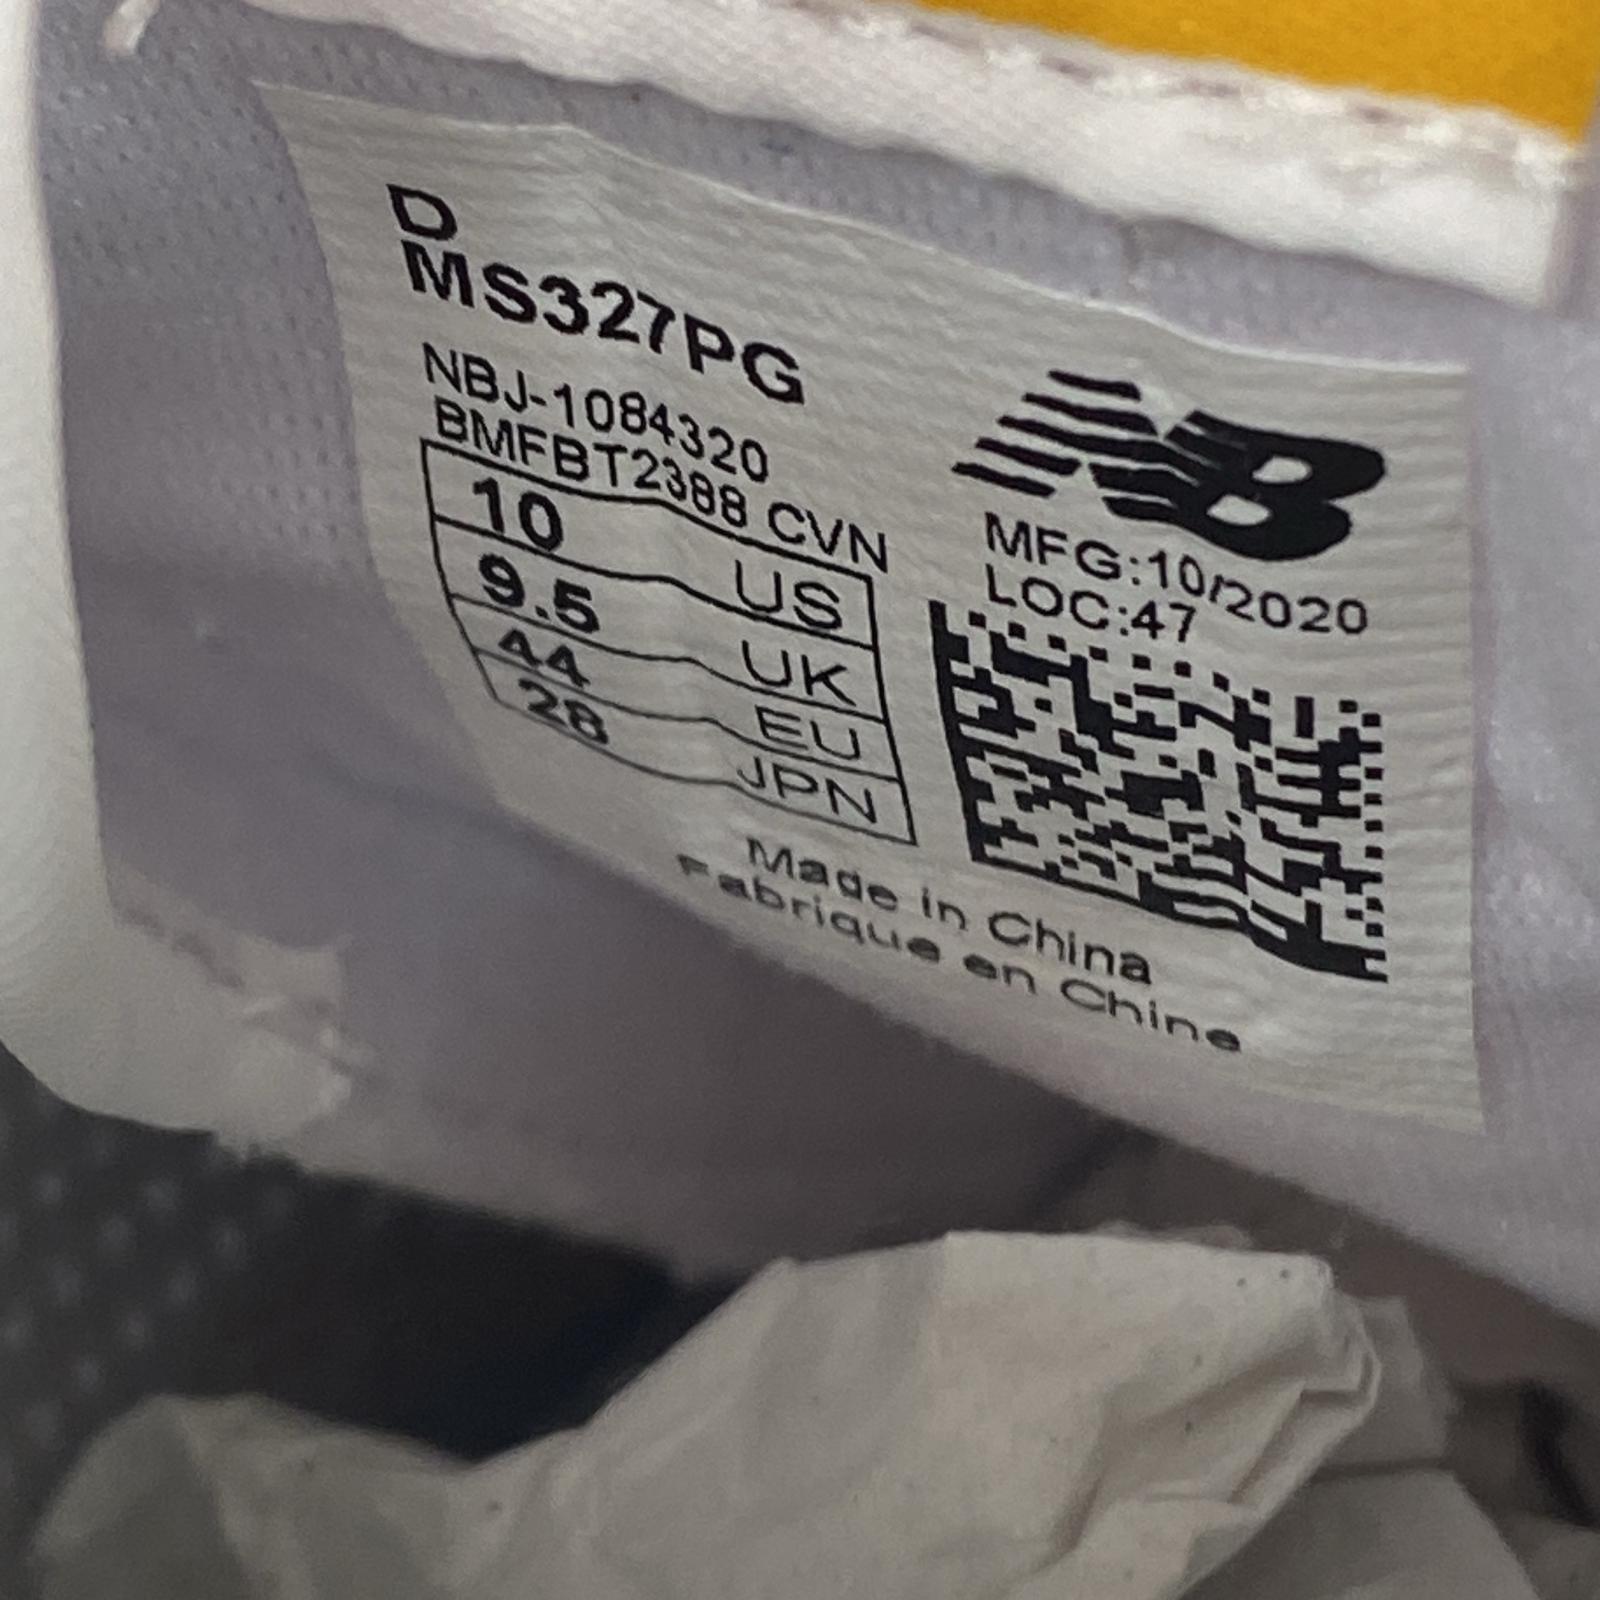 D
MS327PG
NBJ-1084320
BMFBT2388 CVN
10 US
9.5 UK
44 EU
28 JPN
NB
MFG:10/2020
LOC:47
Made in China
Fabrique en Chine